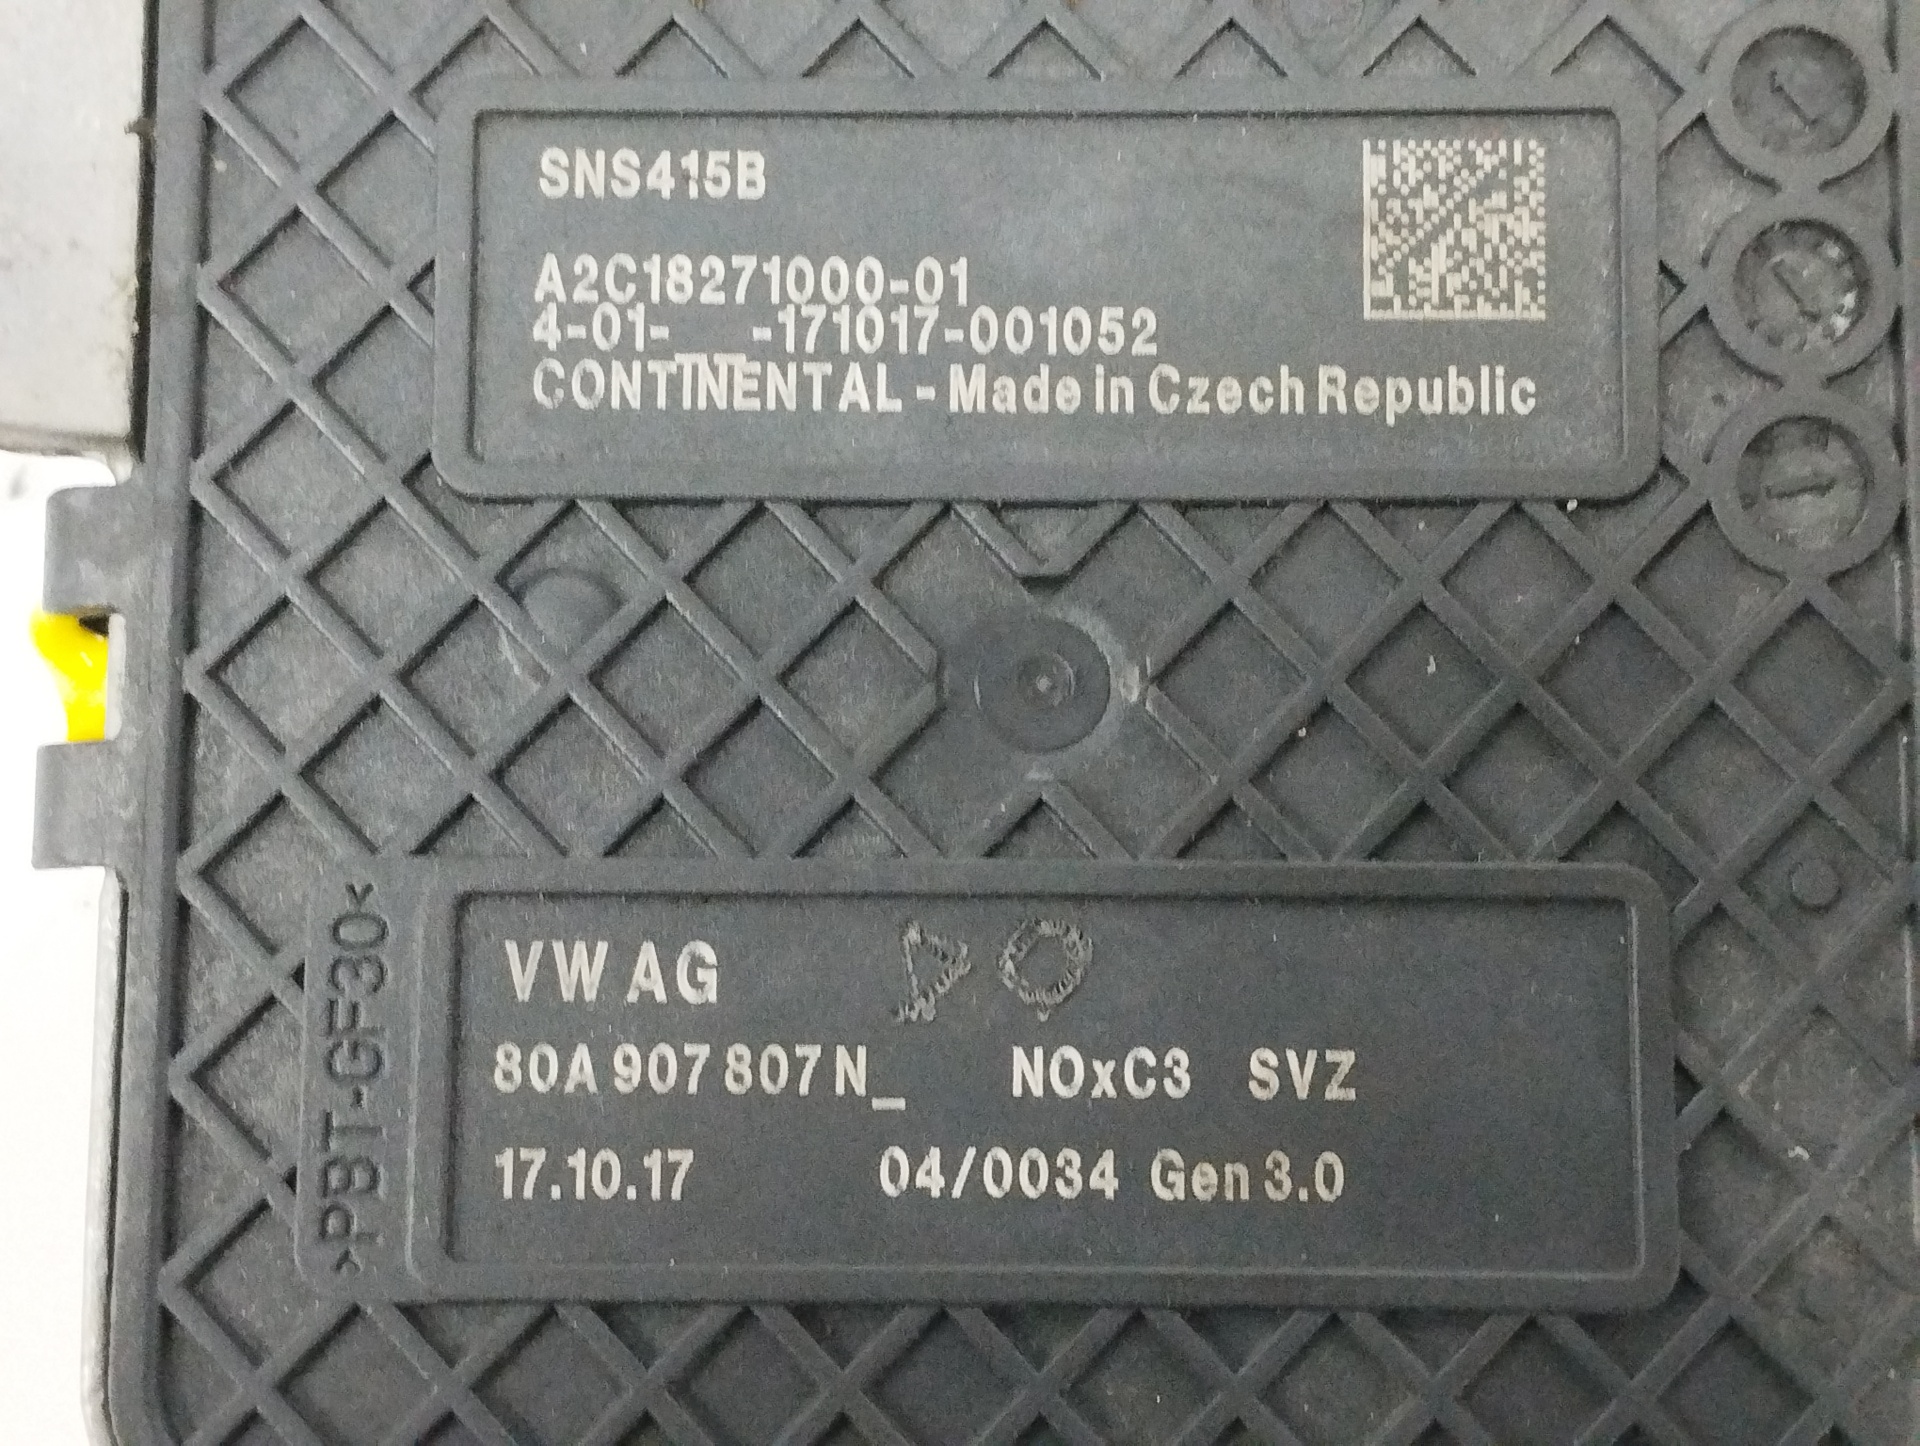 SNS415B
A2C18271000-01
4-01-___-171017-001052
CONTINENTAL - Made in Czech Republic
>PBT-GF30<
VW AG
80A 907 807 N_ NOxC3 SVZ
17.10.17 04/0034 Gen 3.0